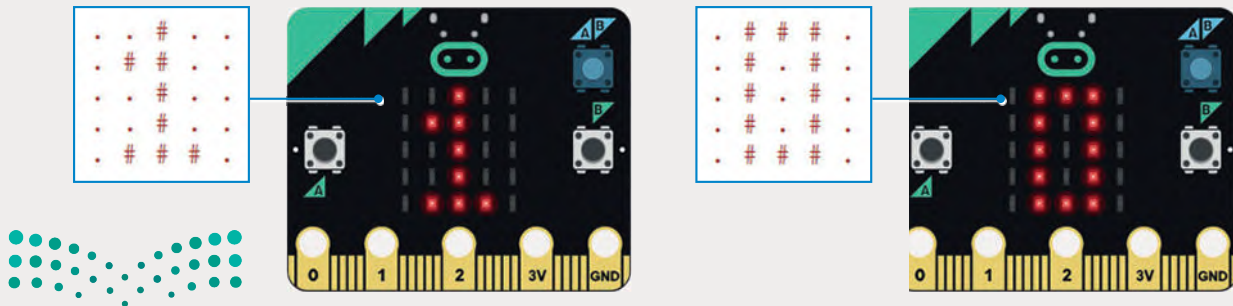 . . # . .
. # # . .
. . # . .
. . # . .
. # # # .
A B
B
A
0 1 2 3V GND
. # # # .
. # . # .
. # . # .
. # . # .
. # # # .
A B
B
A
0 1 2 3V GND